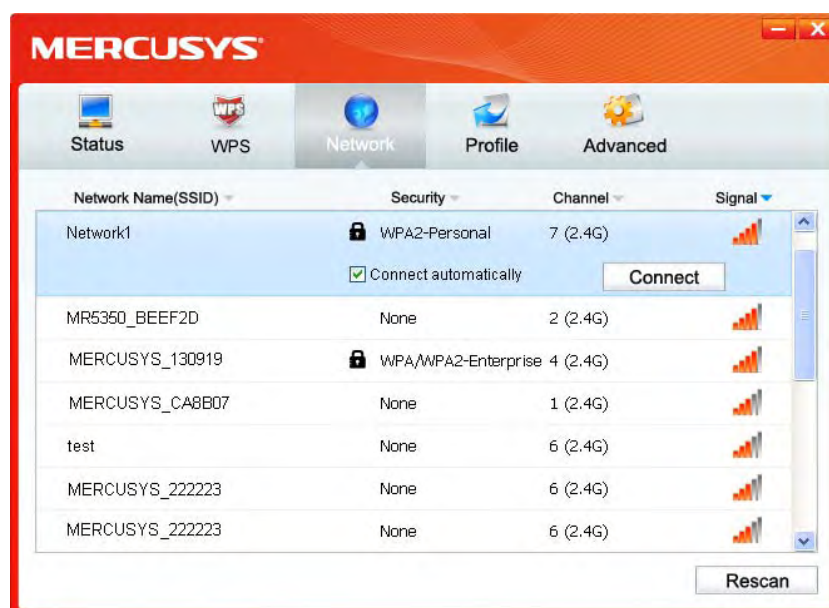 MERCUSYS
WPS
Status WPS Network Profile Advanced
Network Name(SSID) Security Channel Signal
Network1 WPA2-Personal 7 (2.4G)
Connect automatically Connect
MR5350_BEEF2D None 2 (2.4G)
MERCUSYS_130919 WPA/WPA2-Enterprise 4 (2.4G)
MERCUSYS_CA8B07 None 1 (2.4G)
test None 6 (2.4G)
MERCUSYS_222223 None 6 (2.4G)
MERCUSYS_222223 None 6 (2.4G)
Rescan